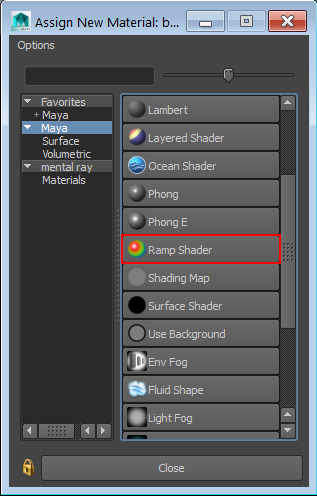 Assign New Material: b...
Options
Favorites
+ Maya
Maya
Surface
Volumetric
mental ray
Materials
Lambert
Layered Shader
Ocean Shader
Phong
Phong E
Ramp Shader
Shading Map
Surface Shader
Use Background
Env Fog
Fluid Shape
Light Fog
Close